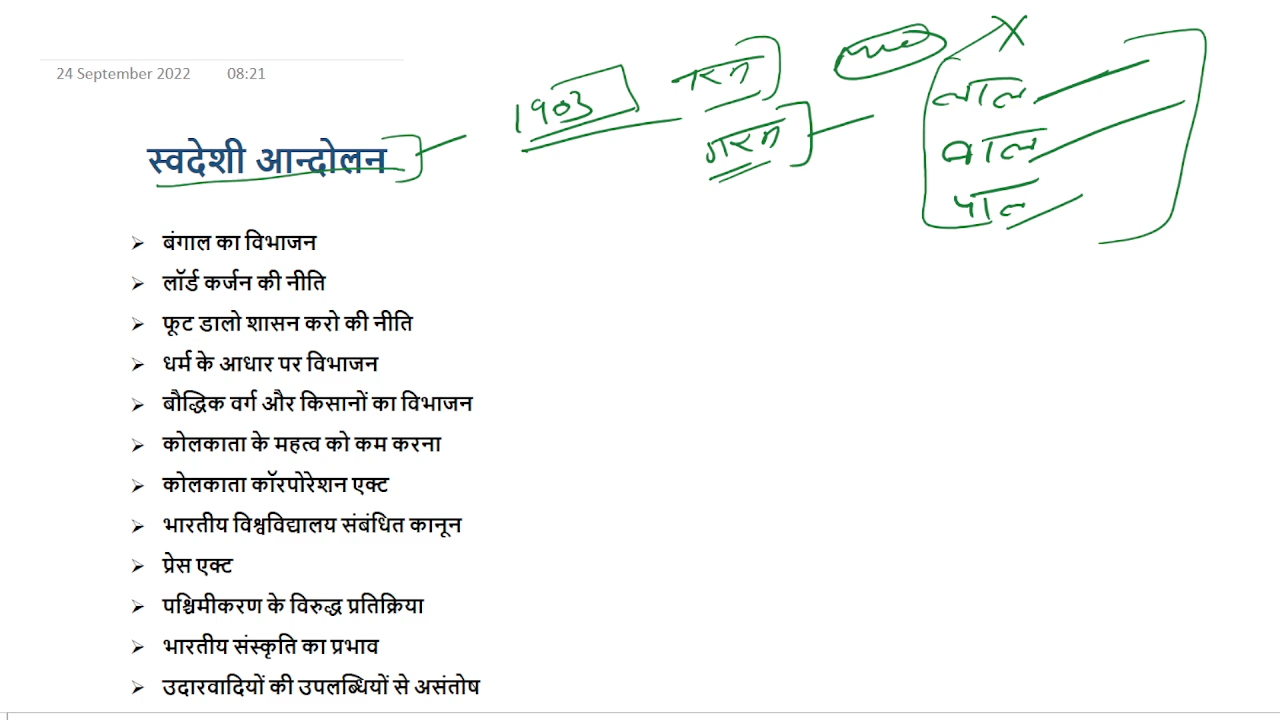 24 September 2022 08:21
1903
नरम
गरम
लाल
बाल
पाल
स्वदेशी आन्दोलन
बंगाल का विभाजन
लॉर्ड कर्जन की नीति
फूट डालो शासन करो की नीति
धर्म के आधार पर विभाजन
बौद्धिक वर्ग और किसानों का विभाजन
कोलकाता के महत्व को कम करना
कोलकाता कॉरपोरेशन एक्ट
भारतीय विश्वविद्यालय संबंधित कानून
प्रेस एक्ट
पश्चिमीकरण के विरुद्ध प्रतिक्रिया
भारतीय संस्कृति का प्रभाव
उदारवादियों की उपलब्धियों से असंतोष